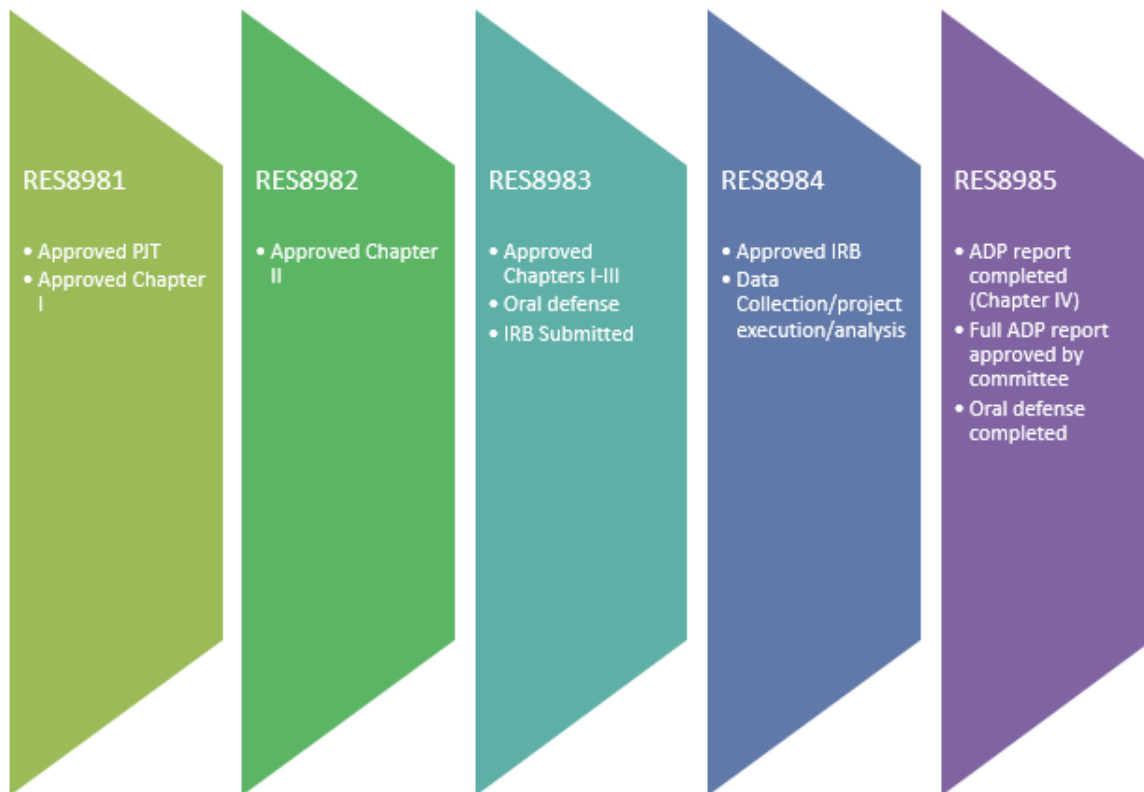 RES8981
• Approved PJT
• Approved Chapter
I
RES8982
• Approved Chapter
II
RES8983
• Approved
Chapters I-III
• Oral defense
• IRB Submitted
RES8984
• Approved IRB
• Data
Collection/project
execution/analysis
RES8985
• ADP report
completed
(Chapter IV)
• Full ADP report
approved by
committee
• Oral defense
completed